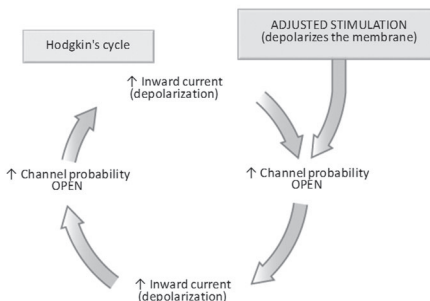 Hodgkin's cycle
ADJUSTED STIMULATION
(depolarizes the membrane)
↑ Inward current
(depolarization)
↑ Channel probability
OPEN
↑ Channel probability
OPEN
↑ Inward current
(depolarization)